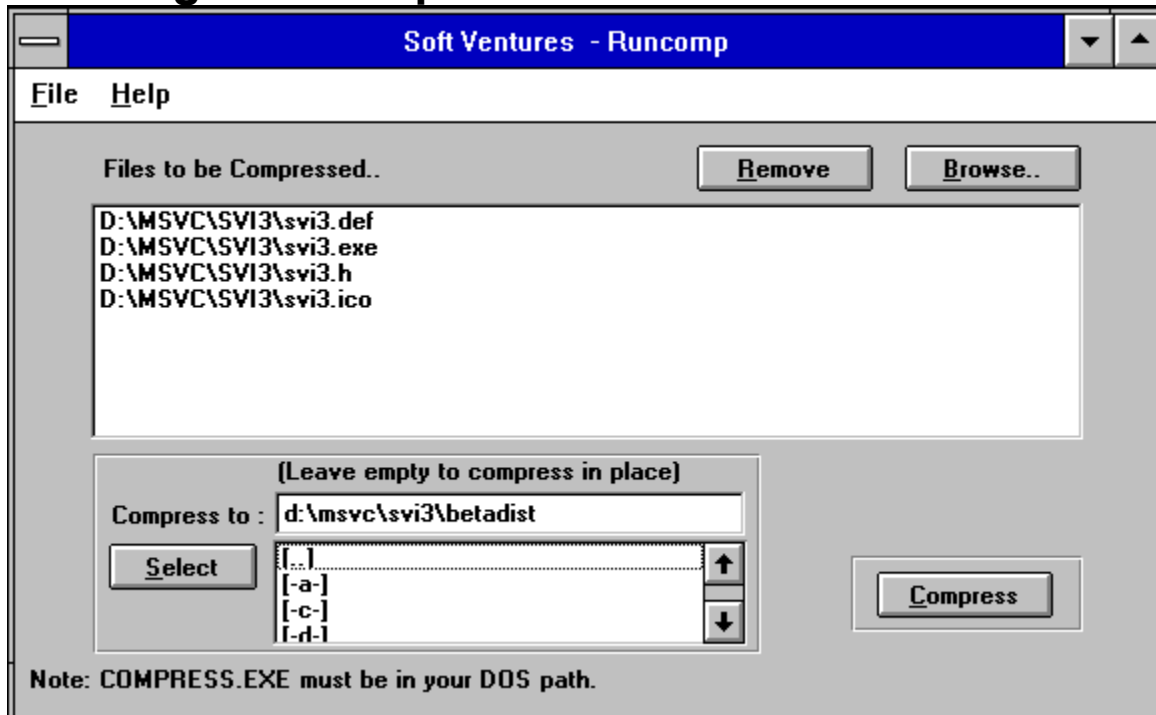 Soft Ventures - Runcomp
File Help
Files to be Compressed..
Remove
Browse..
D:\MSVC\SVI3\svi3.def
D:\MSVC\SVI3\svi3.exe
D:\MSVC\SVI3\svi3.h
D:\MSVC\SVI3\svi3.ico
(Leave empty to compress in place)
Compress to : d:\msvc\svi3\betadist
Select
[..]
[-a-]
[-c-]
[-d-]
Compress
Note: COMPRESS.EXE must be in your DOS path.